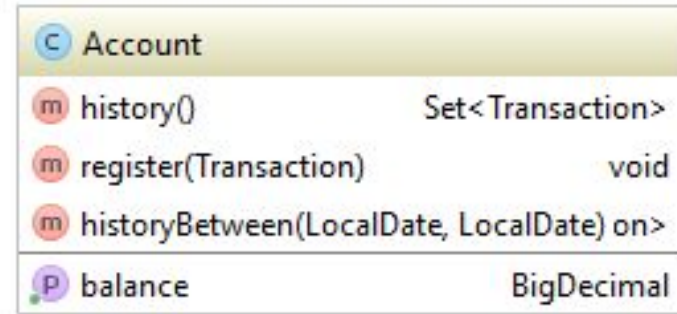 C Account
m history() Set<Transaction>
m register(Transaction) void
m historyBetween(LocalDate, LocalDate) on>
P balance BigDecimal